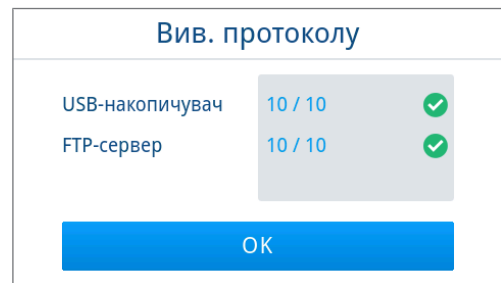 Вив. протоколу
USB-накопичувач 10 / 10
FTP-сервер 10 / 10
OK